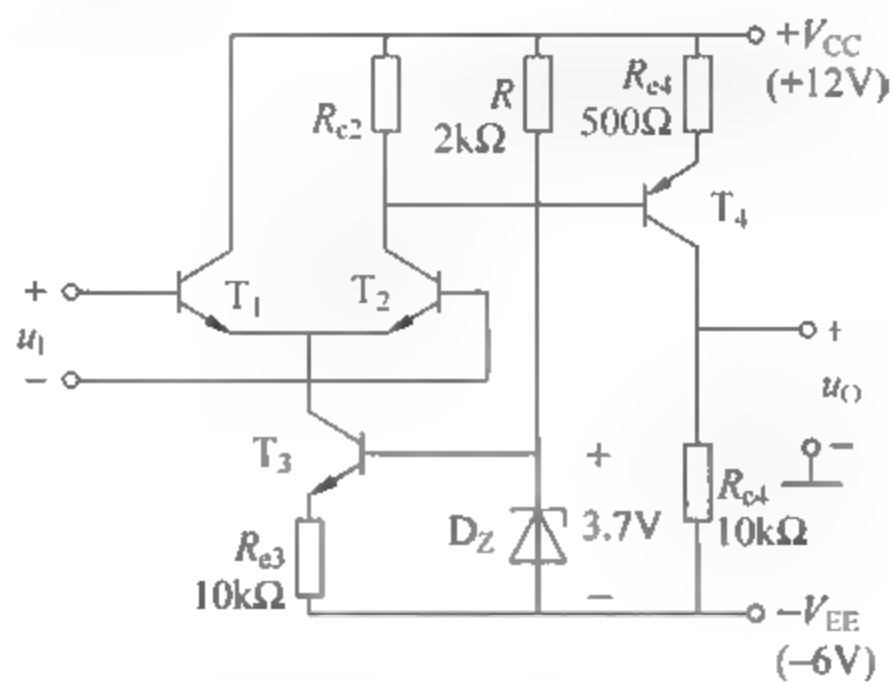 +V_CC
(+12V)
R_c2
R
2kΩ
R_e4
500Ω
T_4
+
u_I
−
T_1
T_2
T_3
R_e3
10kΩ
D_Z
+
3.7V
−
+
u_O
−
R_c4
10kΩ
−V_EE
(−6V)